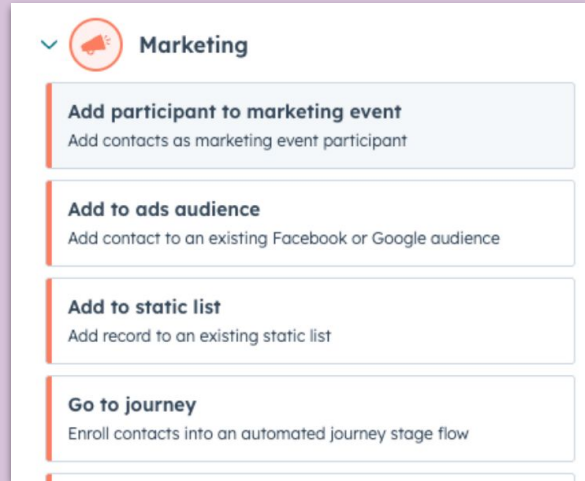 Marketing
Add participant to marketing event
Add contacts as marketing event participant
Add to ads audience
Add contact to an existing Facebook or Google audience
Add to static list
Add record to an existing static list
Go to journey
Enroll contacts into an automated journey stage flow